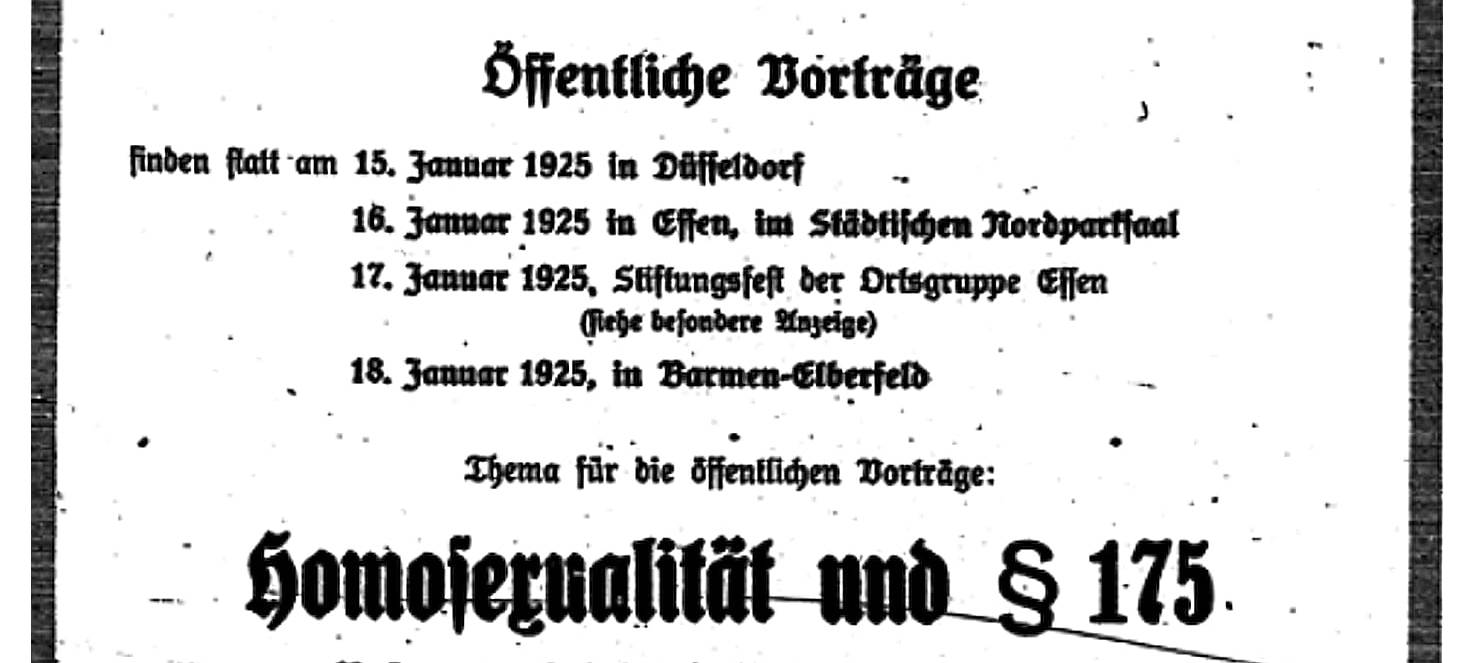 Öffentliche Vorträge
finden statt am 15. Januar 1925 in Düsseldorf
16. Januar 1925 in Essen, im Städtischen Nordparksaal
17. Januar 1925, Stiftungsfest der Ortsgruppe Essen
(siehe besondere Anzeige)
18. Januar 1925, in Barmen-Elberfeld
Thema für die öffentlichen Vorträge:
Homosexualität und § 175.